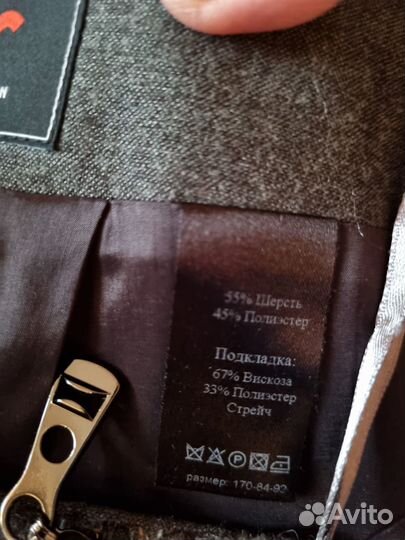 N
55% Шерсть
45% Полиэстер
Подкладка:
67% Вискоза
33% Полиэстер
Стрейч
размер: 170-84-92
Avito